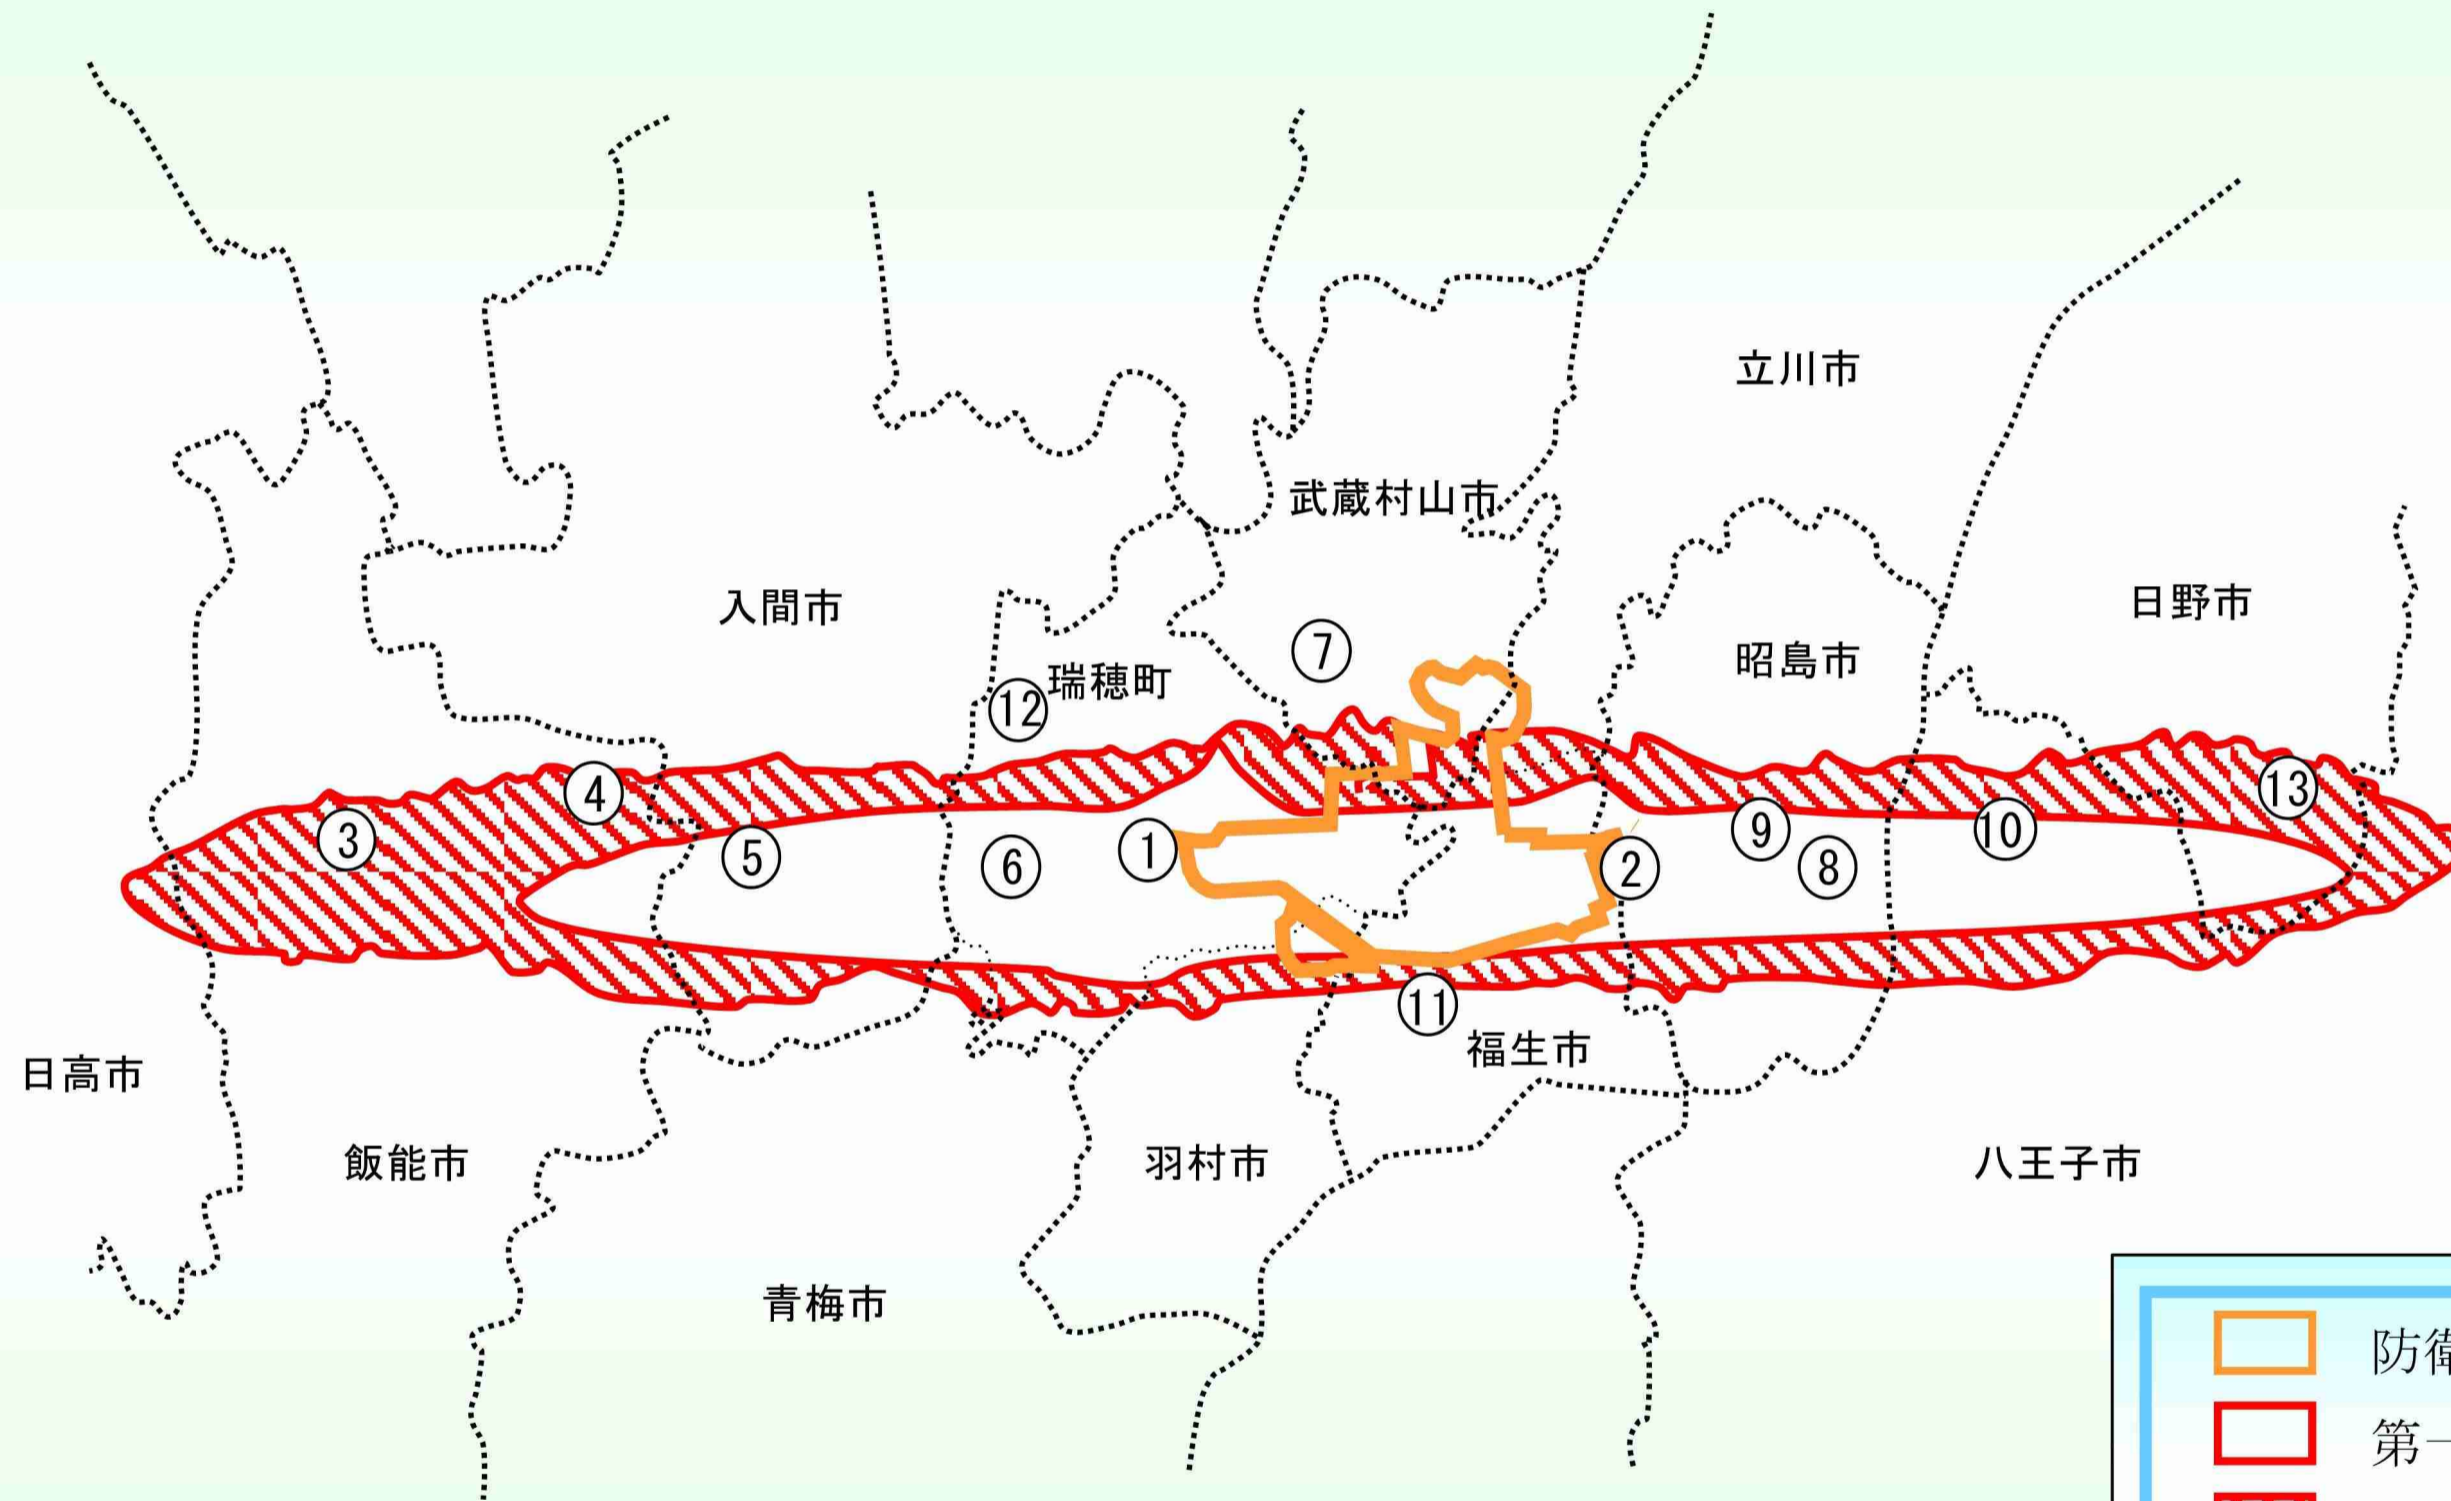 立川市
武蔵村山市
入間市
日野市
⑦
昭島市
瑞穂町
⑫
⑬
④
③
①
⑨
⑩
⑤
⑥
②
⑧
⑪
福生市
日高市
飯能市
羽村市
八王子市
青梅市
防衛
第一